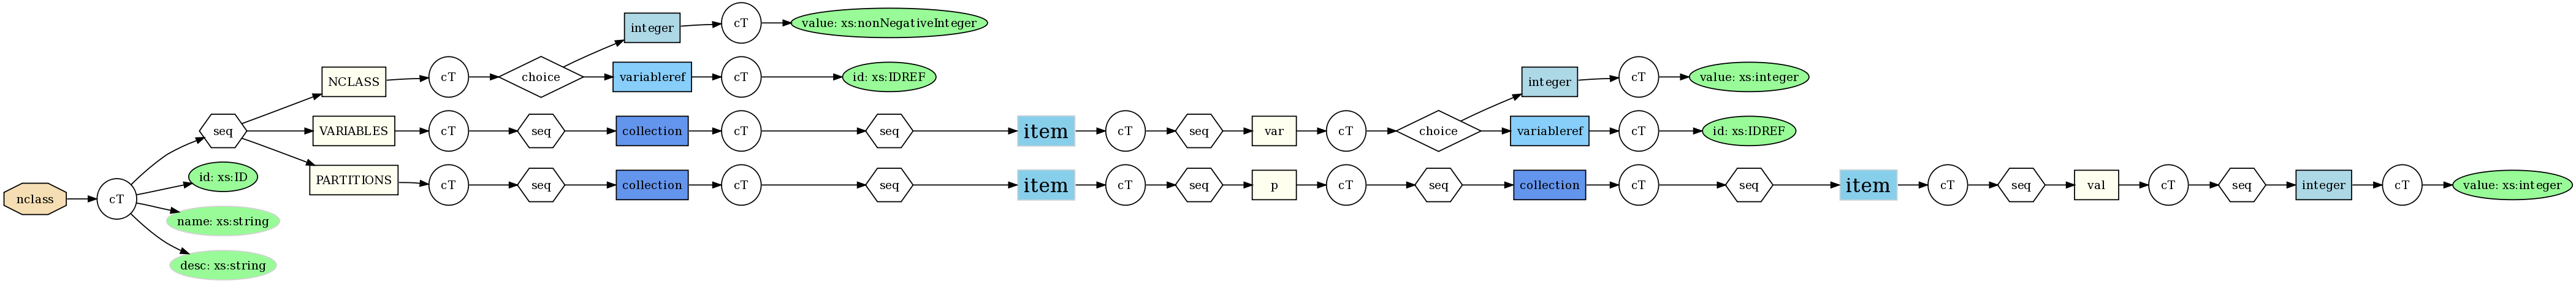 nclass
cT
seq
NCLASS
cT
choice
integer
cT
value: xs:nonNegativeInteger
variableref
cT
id: xs:IDREF
VARIABLES
cT
seq
collection
cT
seq
item
cT
seq
var
cT
choice
integer
cT
value: xs:integer
variableref
cT
id: xs:IDREF
PARTITIONS
cT
seq
collection
cT
seq
item
cT
seq
p
cT
seq
collection
cT
seq
item
cT
seq
val
cT
seq
integer
cT
value: xs:integer
id: xs:ID
name: xs:string
desc: xs:string